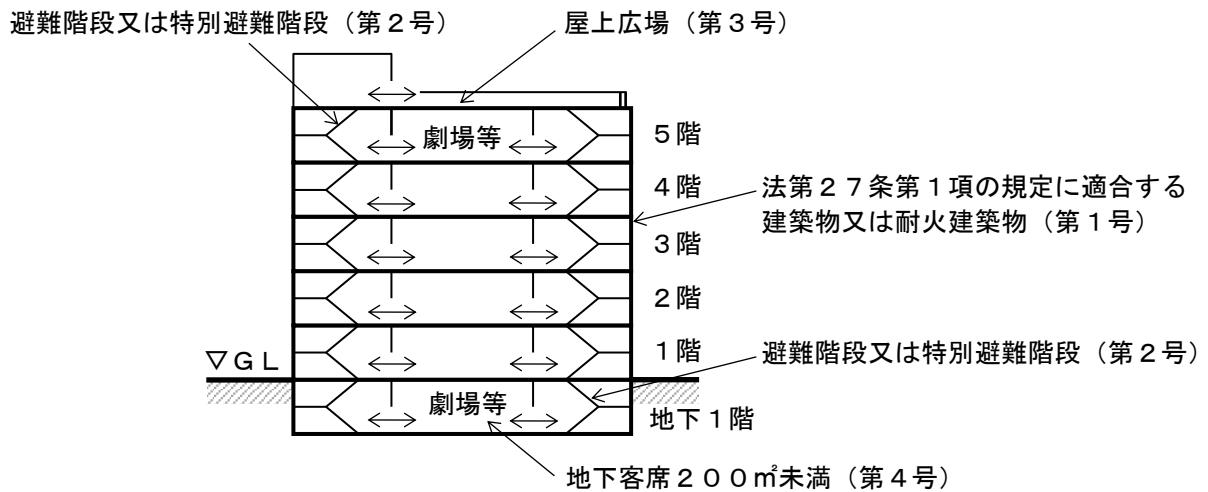 避難階段又は特別避難階段（第２号）
屋上広場（第３号）
劇場等
５階
４階
法第２７条第１項の規定に適合する
建築物又は耐火建築物（第１号）
３階
２階
１階
避難階段又は特別避難階段（第２号）
▽ＧＬ
劇場等
地下１階
地下客席２００㎡未満（第４号）